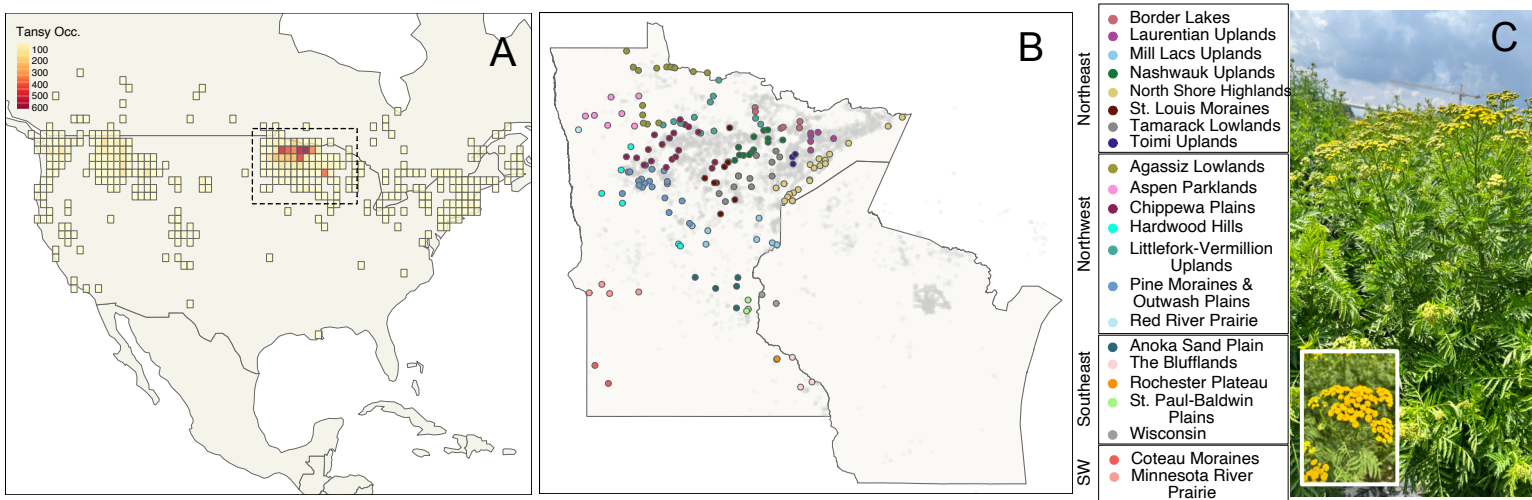 Tansy Occ.
100
200
300
400
500
600
A
B
Northeast
Border Lakes
Laurentian Uplands
Mill Lacs Uplands
Nashwauk Uplands
North Shore Highlands
St. Louis Moraines
Tamarack Lowlands
Toimi Uplands
Northwest
Agassiz Lowlands
Aspen Parklands
Chippewa Plains
Hardwood Hills
Littlefork-Vermillion
Uplands
Pine Moraines &
Outwash Plains
Red River Prairie
Southeast
Anoka Sand Plain
The Blufflands
Rochester Plateau
St. Paul-Baldwin
Plains
Wisconsin
SW
Coteau Moraines
Minnesota River
Prairie
C